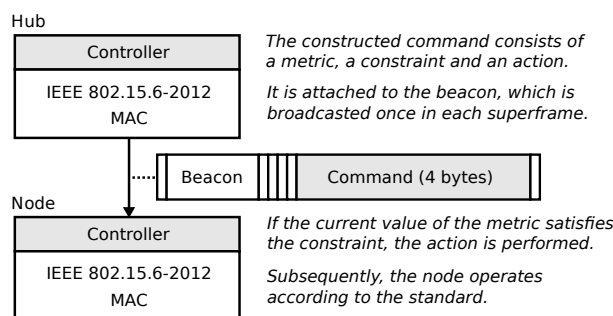 Hub
Controller
IEEE 802.15.6-2012
MAC
The constructed command consists of
a metric, a constraint and an action.
It is attached to the beacon, which is
broadcasted once in each superframe.
Beacon
Command (4 bytes)
Node
Controller
IEEE 802.15.6-2012
MAC
If the current value of the metric satisfies
the constraint, the action is performed.
Subsequently, the node operates
according to the standard.